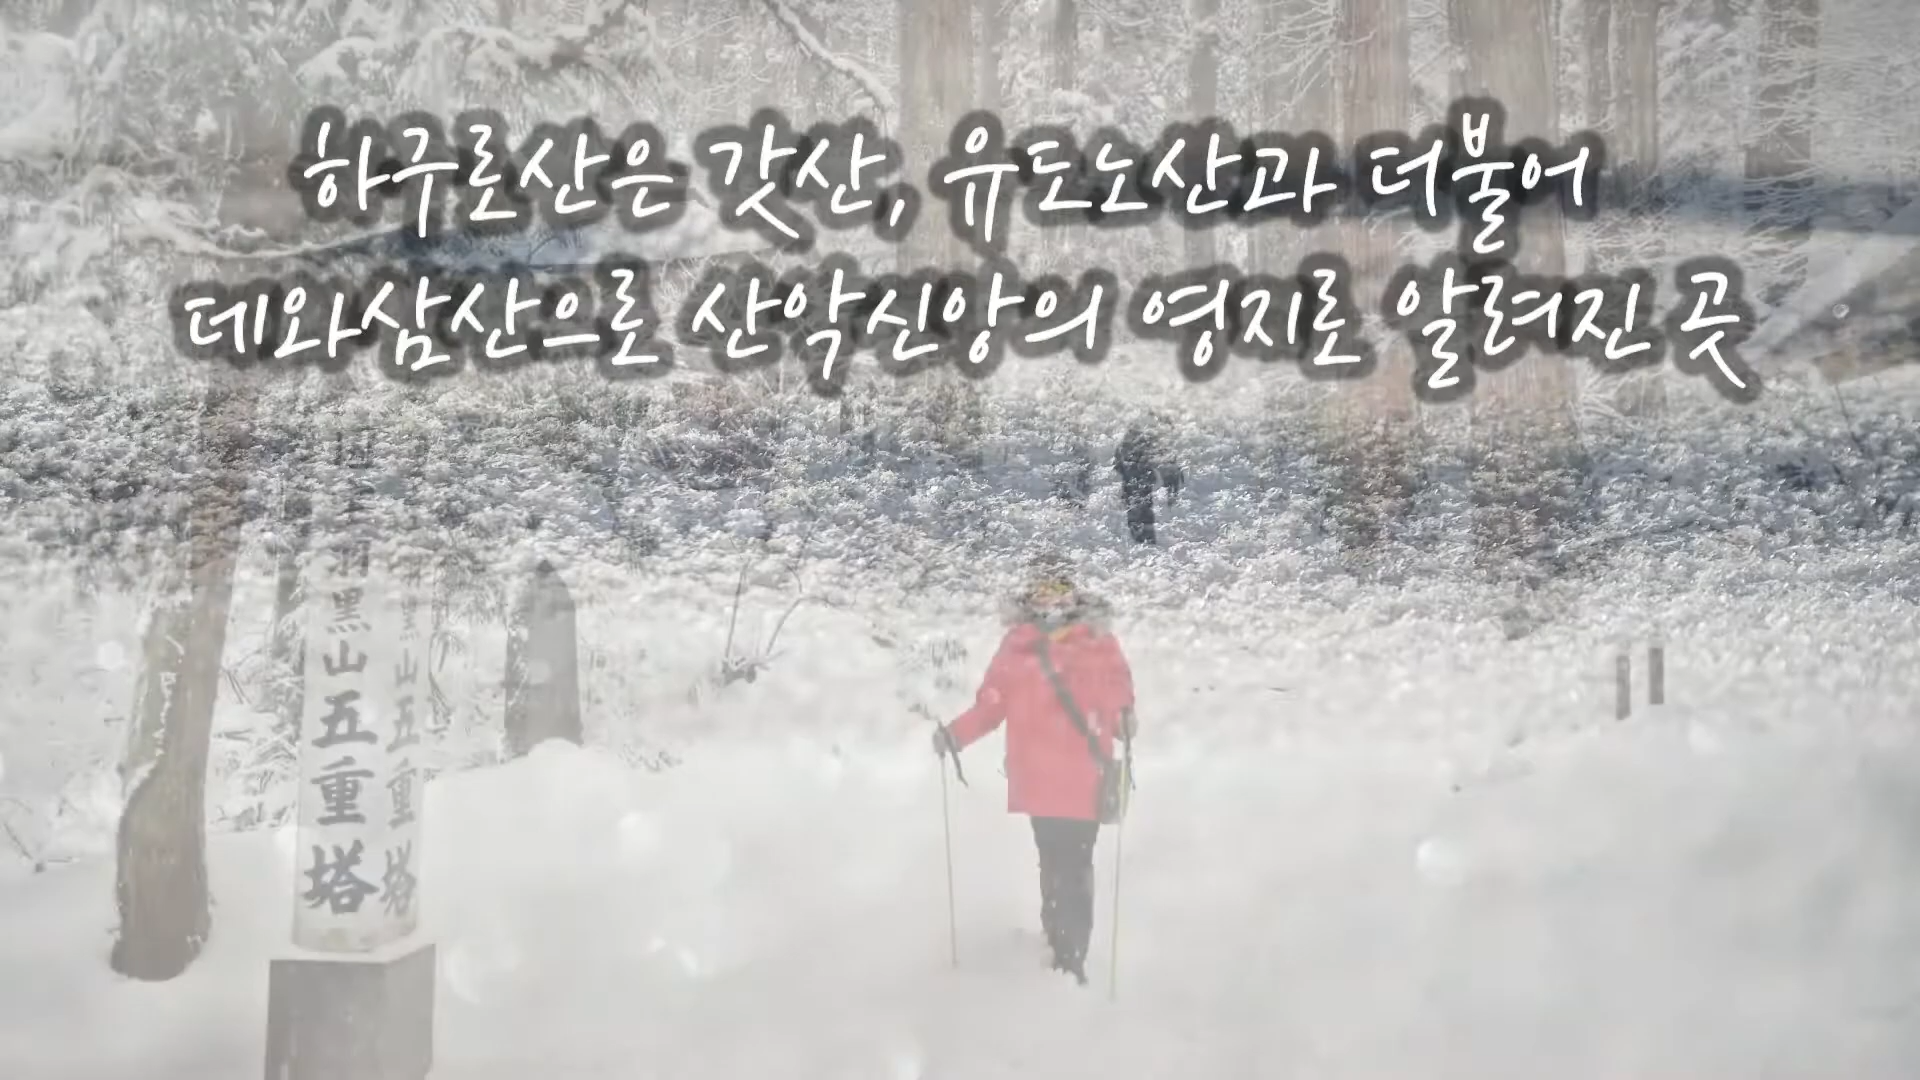 하구로산은 갓산, 유도노산과 더불어
데와삼산으로 산악신앙의 영지로 알려진 곳
羽黒山五重塔
羽黒山五重塔